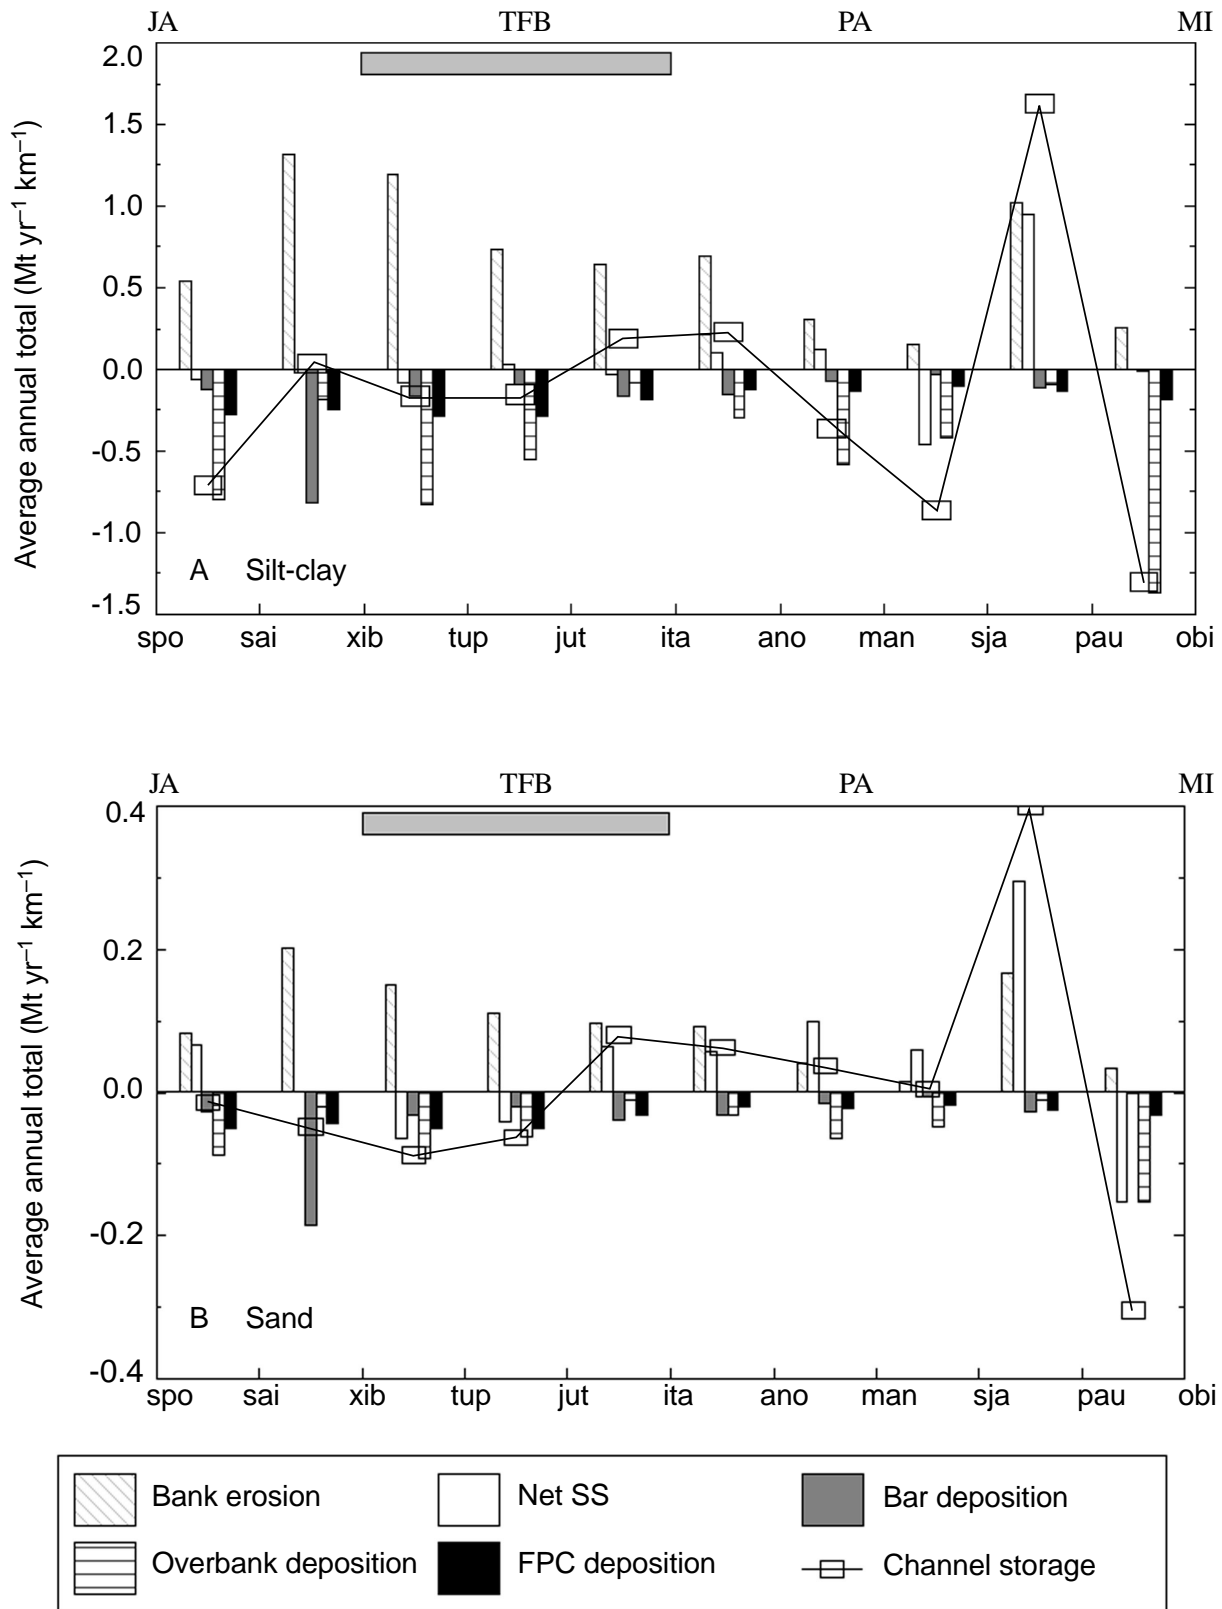 JA TFB PA MI
2.0
1.5
1.0
0.5
0.0
-0.5
-1.0
-1.5
Average annual total (Mt yr⁻¹ km⁻¹)
A Silt-clay
spo sai xib tup jut ita ano man sja pau obi
JA TFB PA MI
0.4
0.2
0.0
-0.2
-0.4
Average annual total (Mt yr⁻¹ km⁻¹)
B Sand
spo sai xib tup jut ita ano man sja pau obi
Bank erosion Net SS Bar deposition
Overbank deposition FPC deposition Channel storage